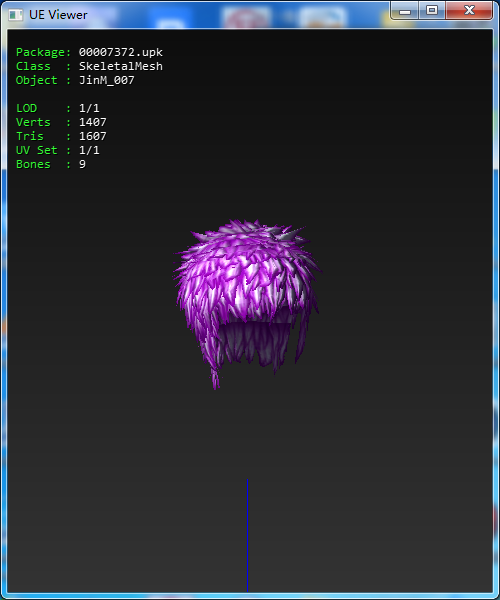 UE Viewer
Package: 00007372.upk
Class : SkeletalMesh
Object : JinM_007
LOD : 1/1
Verts : 1407
Tris : 1607
UV Set : 1/1
Bones : 9